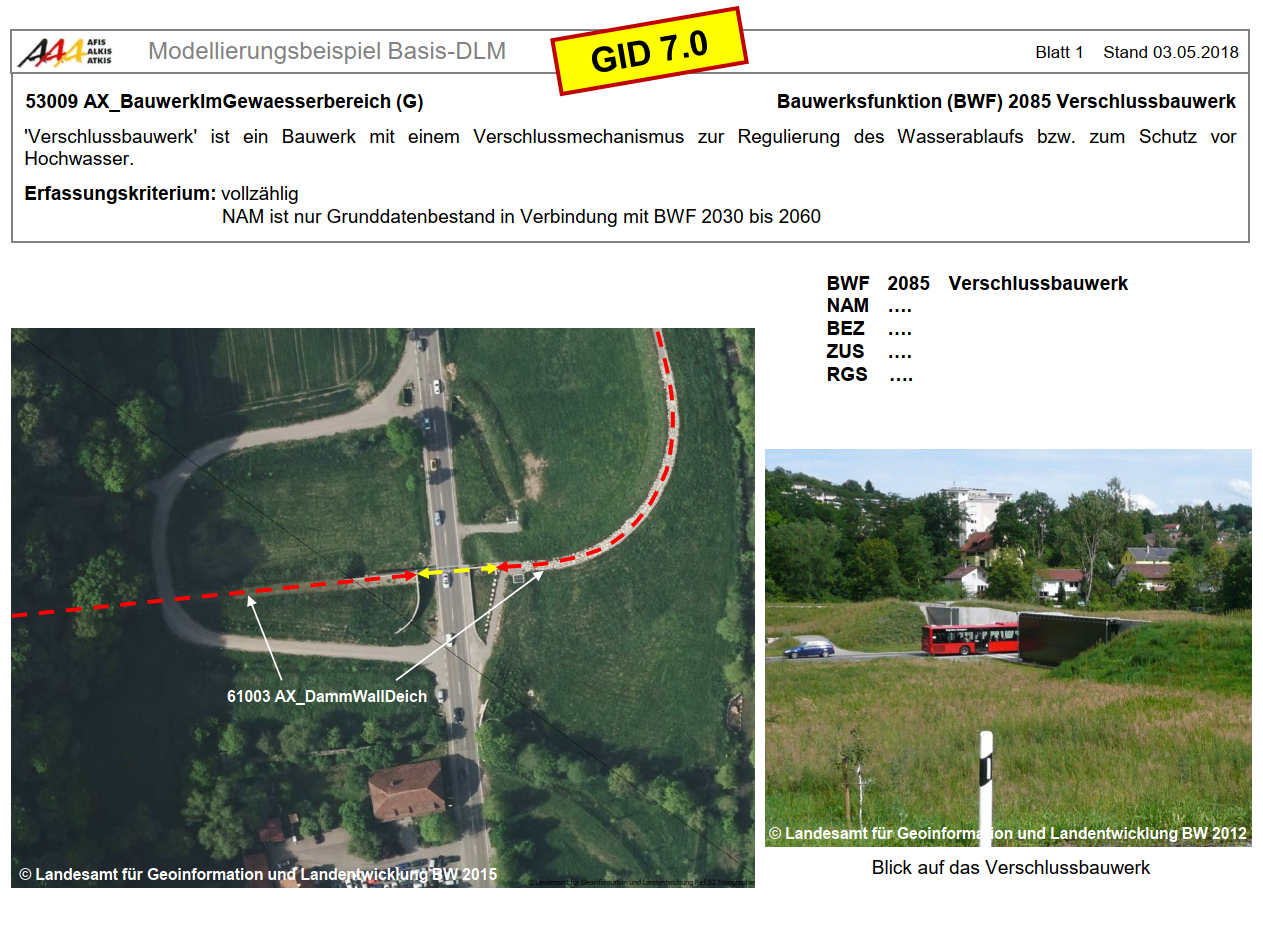 AFIS
ALKIS
ATKIS
Modellierungsbeispiel Basis-DLM
GID 7.0
Blatt 1 Stand 03.05.2018
53009 AX_BauwerkImGewaesserbereich (G)
Bauwerksfunktion (BWF) 2085 Verschlussbauwerk
'Verschlussbauwerk' ist ein Bauwerk mit einem Verschlussmechanismus zur Regulierung des Wasserablaufs bzw. zum Schutz vor
Hochwasser.
Erfassungskriterium: vollzählig
NAM ist nur Grunddatenbestand in Verbindung mit BWF 2030 bis 2060
BWF 2085 Verschlussbauwerk
NAM ....
BEZ ....
ZUS ....
RGS ....
61003 AX_DammWallDeich
© Landesamt für Geoinformation und Landentwicklung BW 2015
© Landesamt für Geoinformation und Landentwicklung BW 2012
Blick auf das Verschlussbauwerk